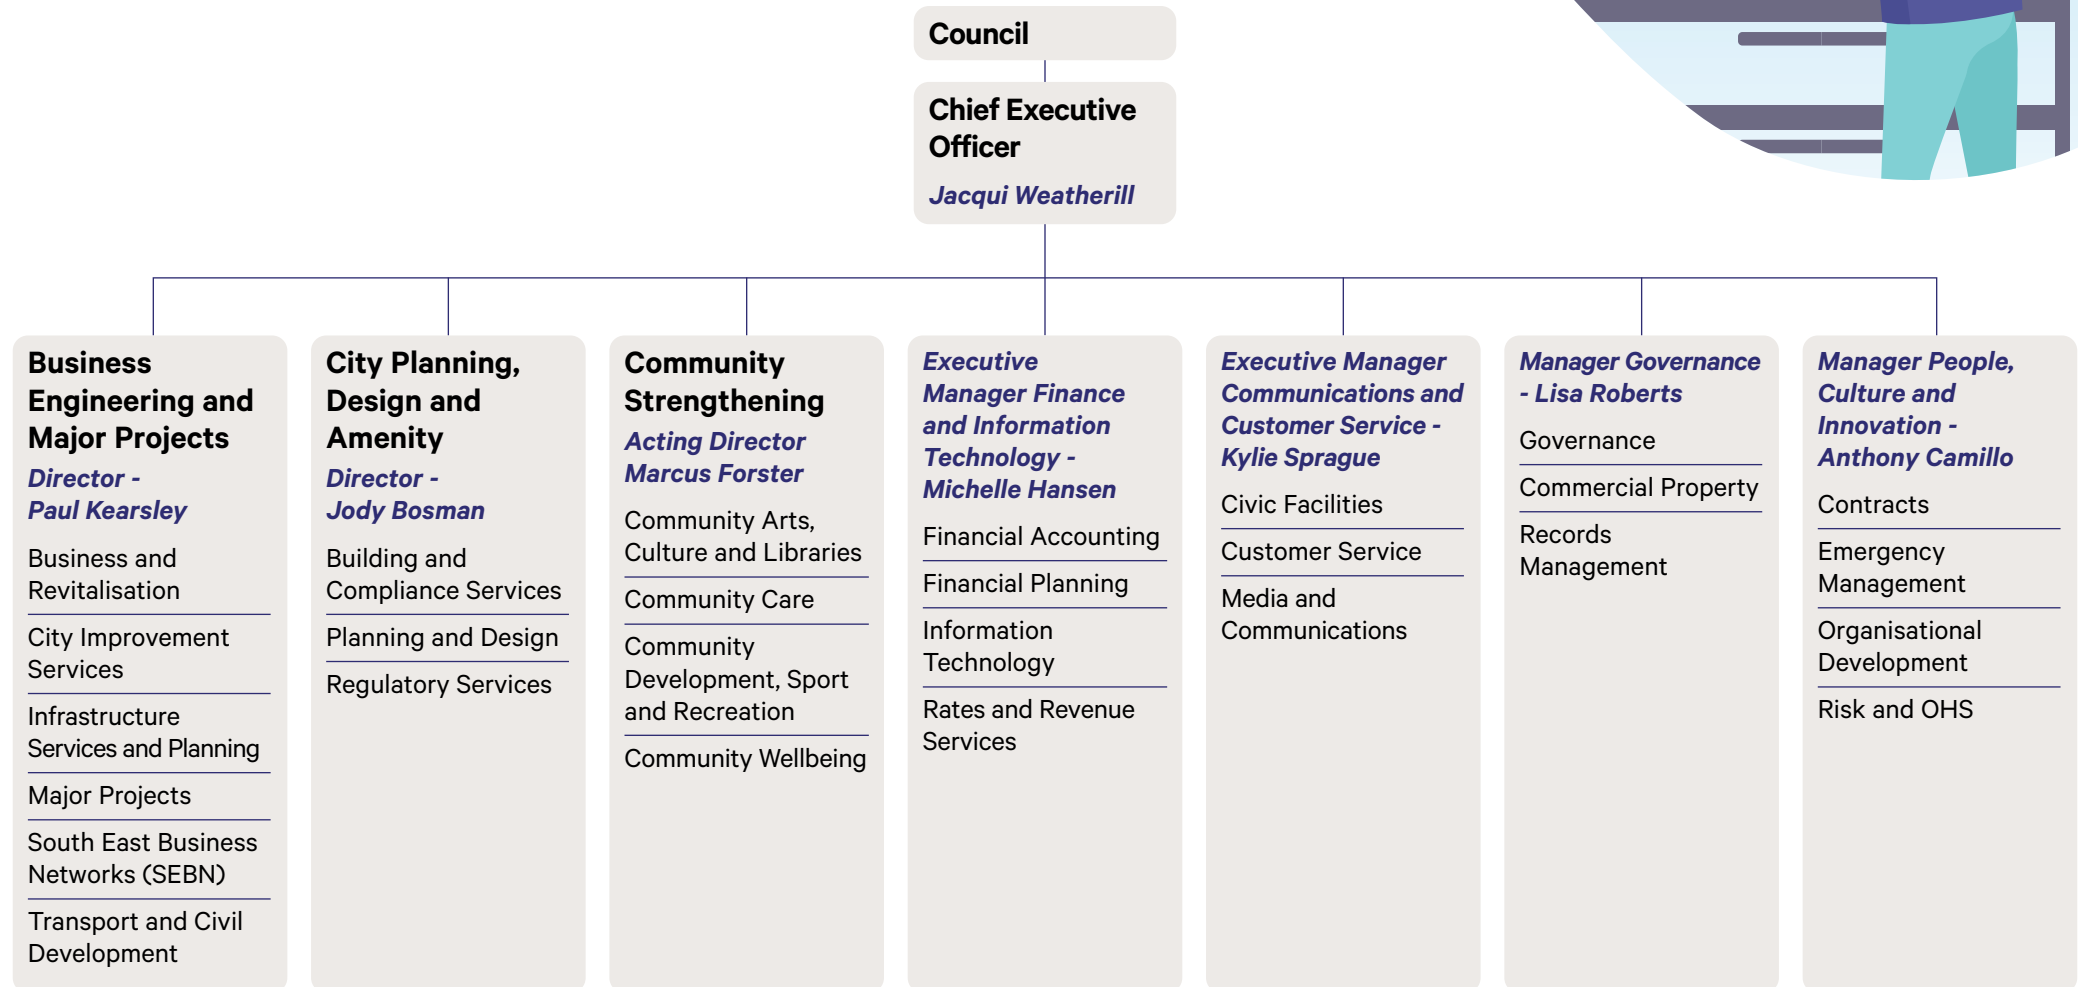 Council
Chief Executive
Officer
Jacqui Weatherill
Business
Engineering and
Major Projects
Director -
Paul Kearsley
Business and
Revitalisation
City Improvement
Services
Infrastructure
Services and Planning
Major Projects
South East Business
Networks (SEBN)
Transport and Civil
Development
City Planning,
Design and
Amenity
Director -
Jody Bosman
Building and
Compliance Services
Planning and Design
Regulatory Services
Community
Strengthening
Acting Director
Marcus Forster
Community Arts,
Culture and Libraries
Community Care
Community
Development, Sport
and Recreation
Community Wellbeing
Executive
Manager Finance
and Information
Technology -
Michelle Hansen
Financial Accounting
Financial Planning
Information
Technology
Rates and Revenue
Services
Executive Manager
Communications and
Customer Service -
Kylie Sprague
Civic Facilities
Customer Service
Media and
Communications
Manager Governance
- Lisa Roberts
Governance
Commercial Property
Records
Management
Manager People,
Culture and
Innovation -
Anthony Camillo
Contracts
Emergency
Management
Organisational
Development
Risk and OHS